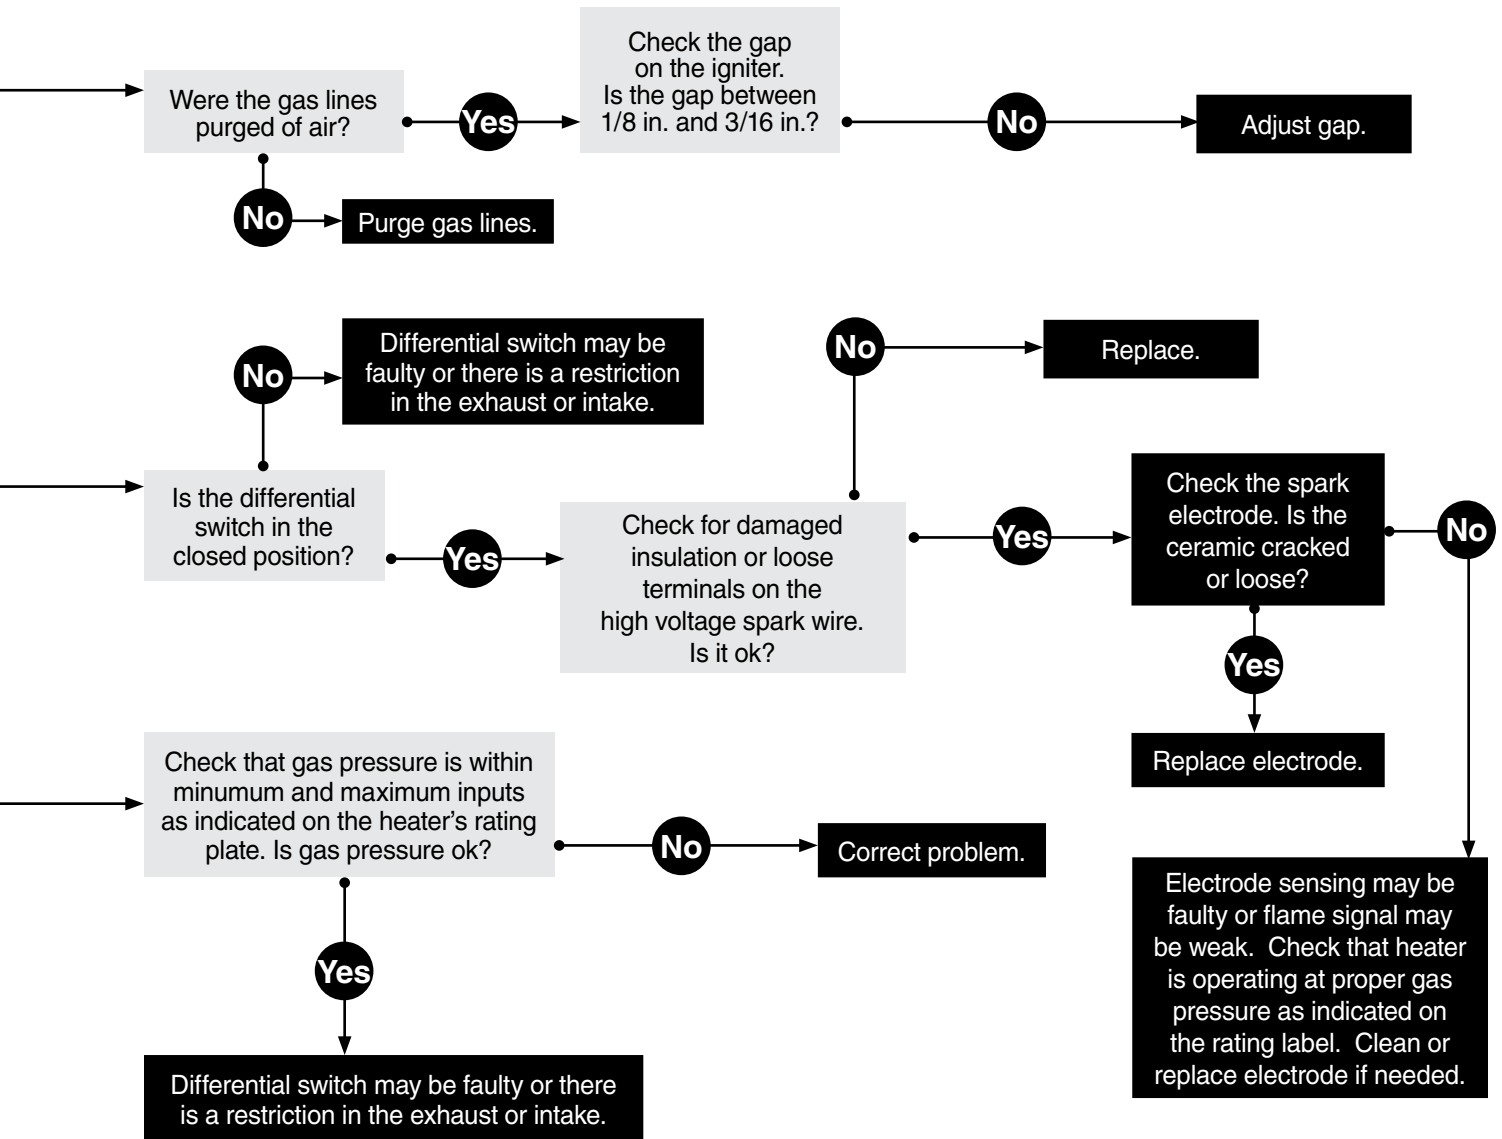 Were the gas lines
purged of air?
Yes
Check the gap
on the igniter.
Is the gap between
1/8 in. and 3/16 in.?
No
Adjust gap.
No
Purge gas lines.
No
Differential switch may be
faulty or there is a restriction
in the exhaust or intake.
Is the differential
switch in the
closed position?
Yes
Check for damaged
insulation or loose
terminals on the
high voltage spark wire.
Is it ok?
No
Replace.
Yes
Check the spark
electrode. Is the
ceramic cracked
or loose?
No
Yes
Replace electrode.
Electrode sensing may be
faulty or flame signal may
be weak.  Check that heater
is operating at proper gas
pressure as indicated on
the rating label.  Clean or
replace electrode if needed.
Check that gas pressure is within
minumum and maximum inputs
as indicated on the heater’s rating
plate. Is gas pressure ok?
No
Correct problem.
Yes
Differential switch may be faulty or there
is a restriction in the exhaust or intake.